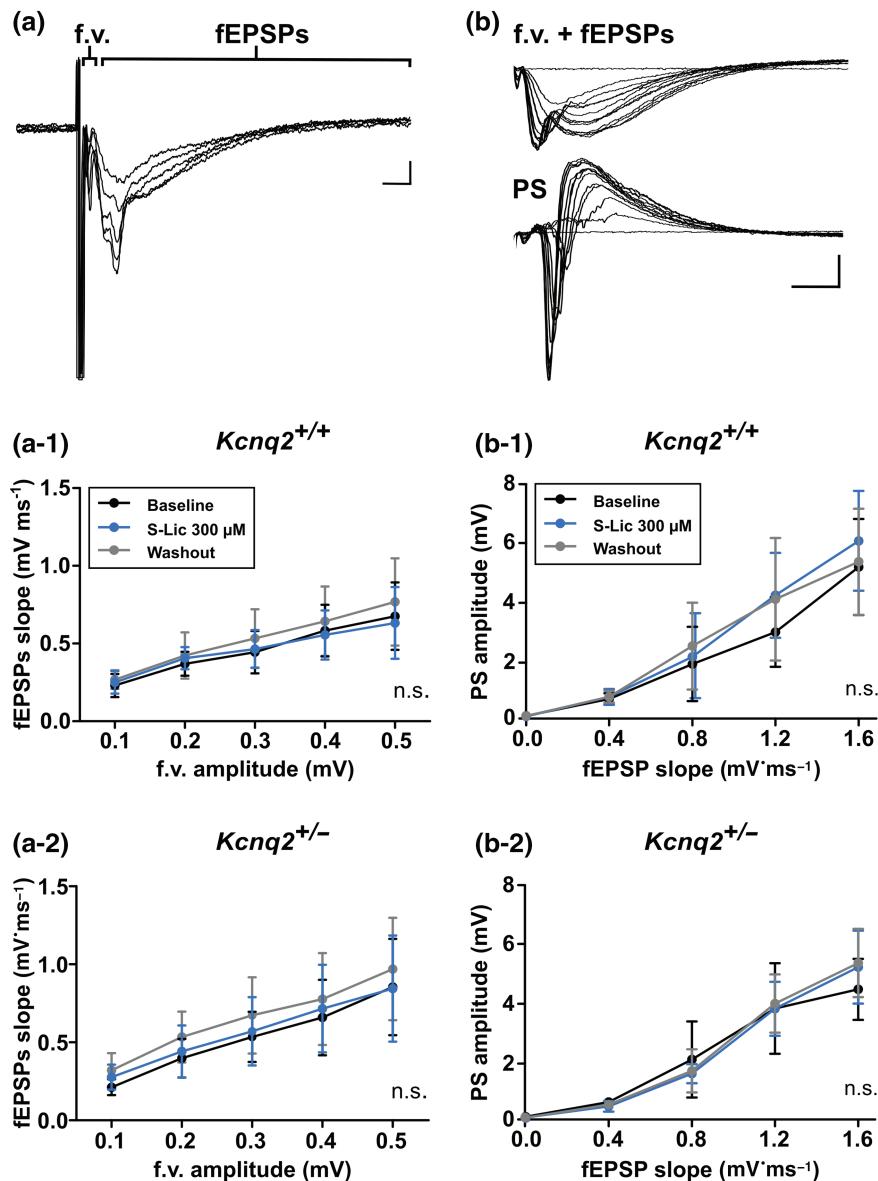 (a)
f.v.
fEPSPs
(b)
f.v. + fEPSPs
PS
(a-1)
Kcnq2+/+
fEPSPs slope (mV ms−1)
1.5
1.0
0.5
0.0
Baseline
S-Lic 300 µM
Washout
n.s.
0.1 0.2 0.3 0.4 0.5
f.v. amplitude (mV)
(b-1)
Kcnq2+/+
PS amplitude (mV)
8
6
4
2
0
Baseline
S-Lic 300 µM
Washout
n.s.
0.0 0.4 0.8 1.2 1.6
fEPSP slope (mV·ms−1)
(a-2)
Kcnq2+/−
fEPSPs slope (mV·ms−1)
1.5
1.0
0.5
0.0
n.s.
0.1 0.2 0.3 0.4 0.5
f.v. amplitude (mV)
(b-2)
Kcnq2+/−
PS amplitude (mV)
8
6
4
2
0
n.s.
0.0 0.4 0.8 1.2 1.6
fEPSP slope (mV·ms−1)